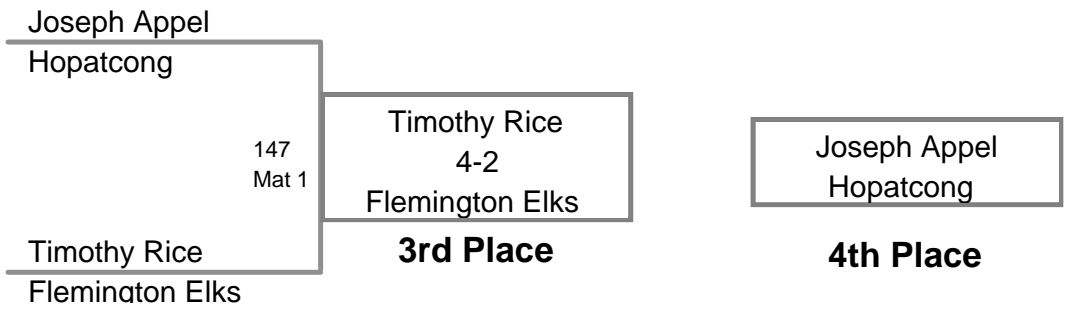 Joseph Appel
Hopatcong
147
Mat 1
Timothy Rice
Flemington Elks
Timothy Rice
4-2
Flemington Elks
3rd Place
Joseph Appel
Hopatcong
4th Place